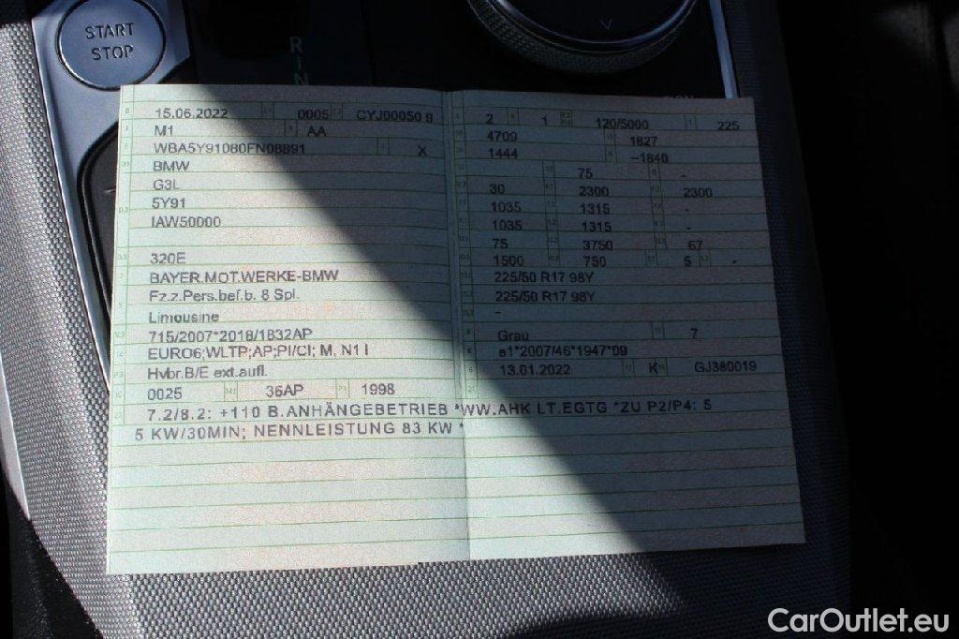 START
STOP
R
N
15.06.2022 0005 CYJ00050 9
M1 AA
WBA5Y91080FN08891 X
BMW
G3L
5Y91
IAW50000
320E
BAYER.MOT.WERKE-BMW
Fz.z.Pers.bef.b. 8 Spl.
Limousine
715/2007*2018/1832AP
EURO6;WLTP;AP;PI/CI; M, N1 I
Hybr.B/E ext.aufl.
0025 36AP 1998
2 1 120/5000 225
4709 1827
1444 –1840
75 -
30 2300 2300
1035 1315 -
1035 1315 -
75 3750 67
1500 750 5 -
225/50 R17 98Y
225/50 R17 98Y
-
Grau 7
e1*2007/46*1947*09
13.01.2022 K GJ380019
7.2/8.2: +110 B.ANHÄNGEBETRIEB *WW.AHK LT.EGTG *ZU P2/P4: 5
5 KW/30MIN; NENNLEISTUNG 83 KW *
CarOutlet.eu